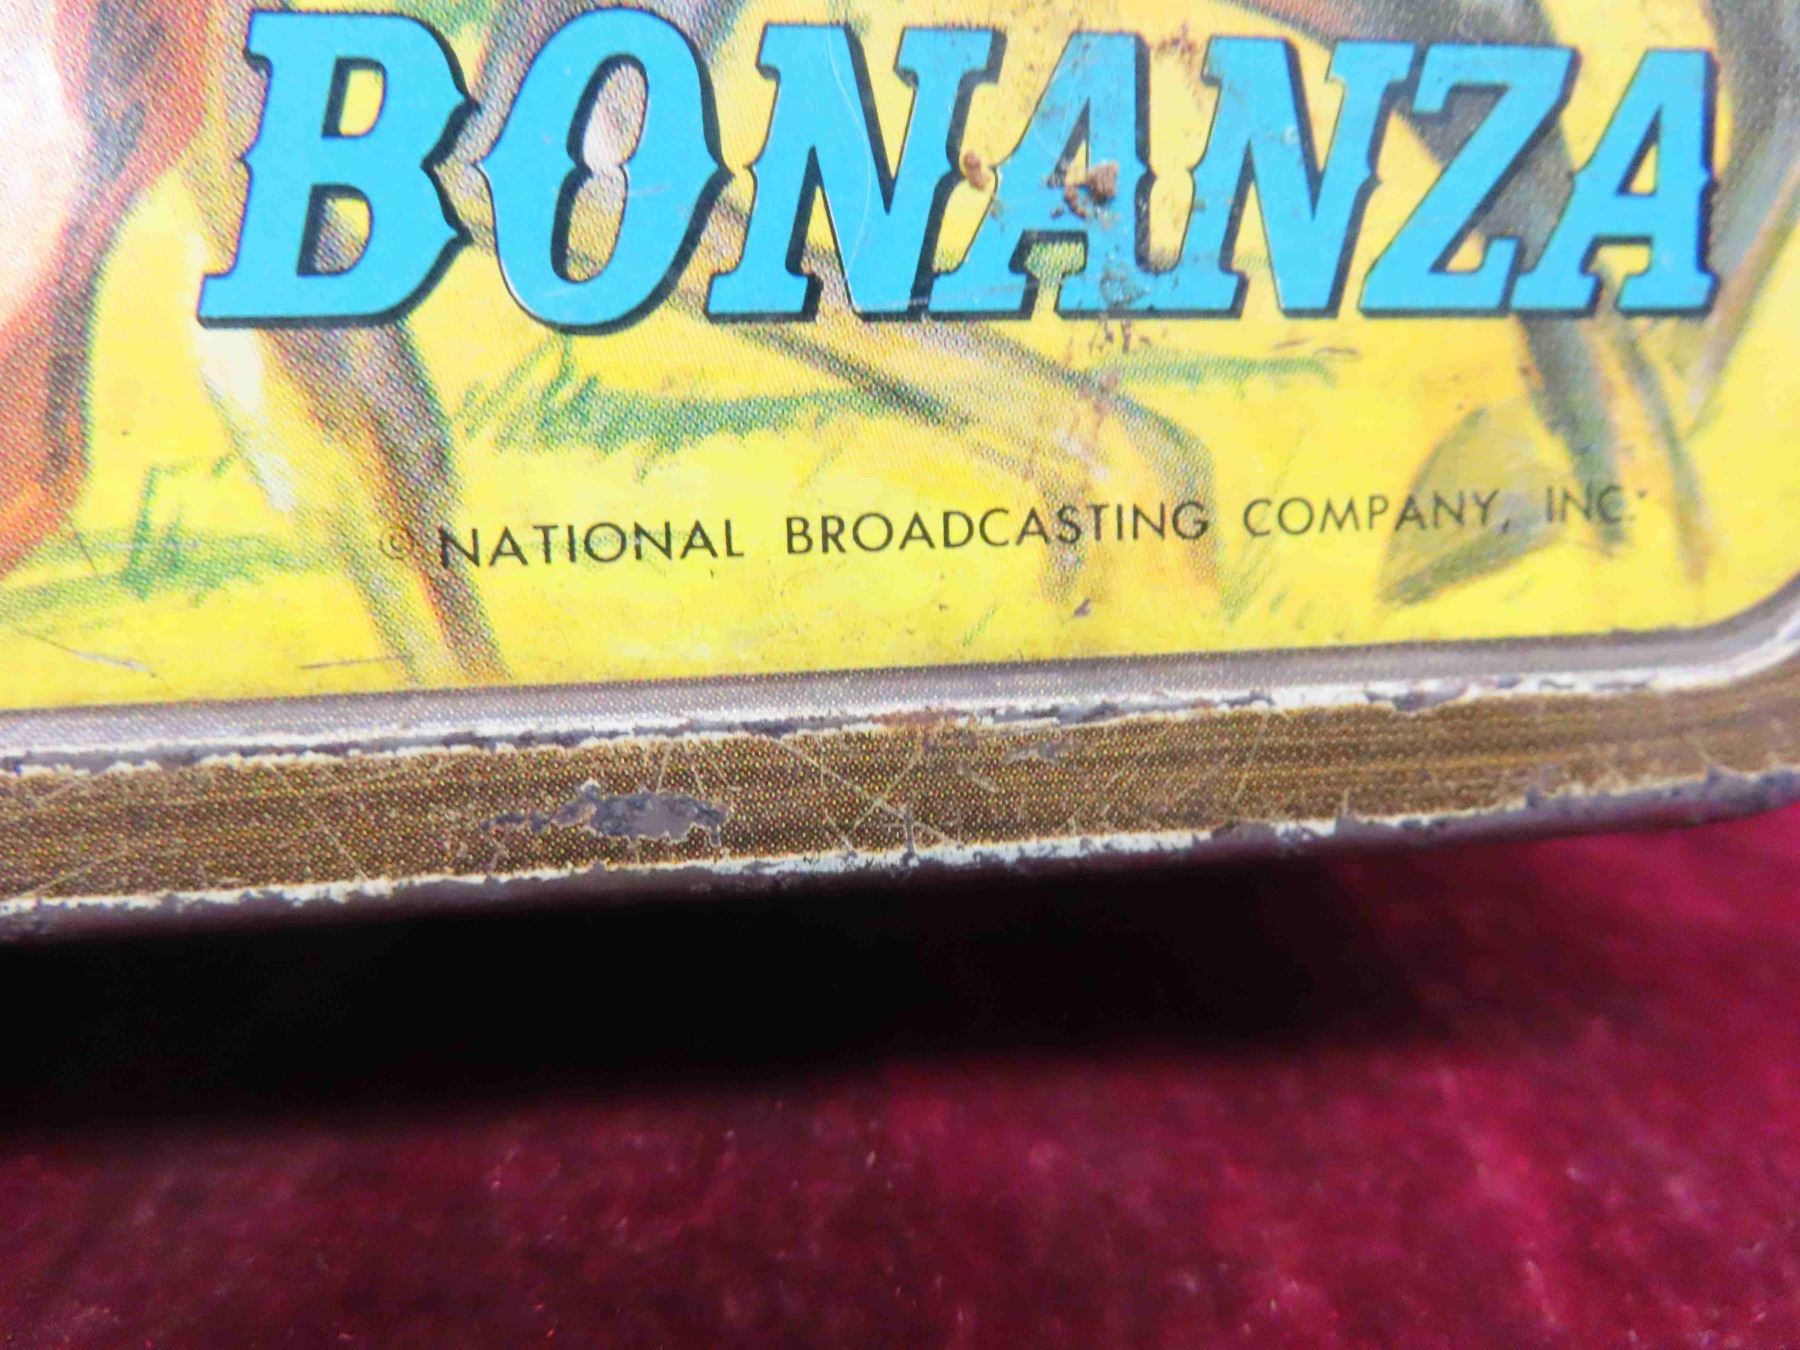 BONANZA
© NATIONAL BROADCASTING COMPANY, INC.